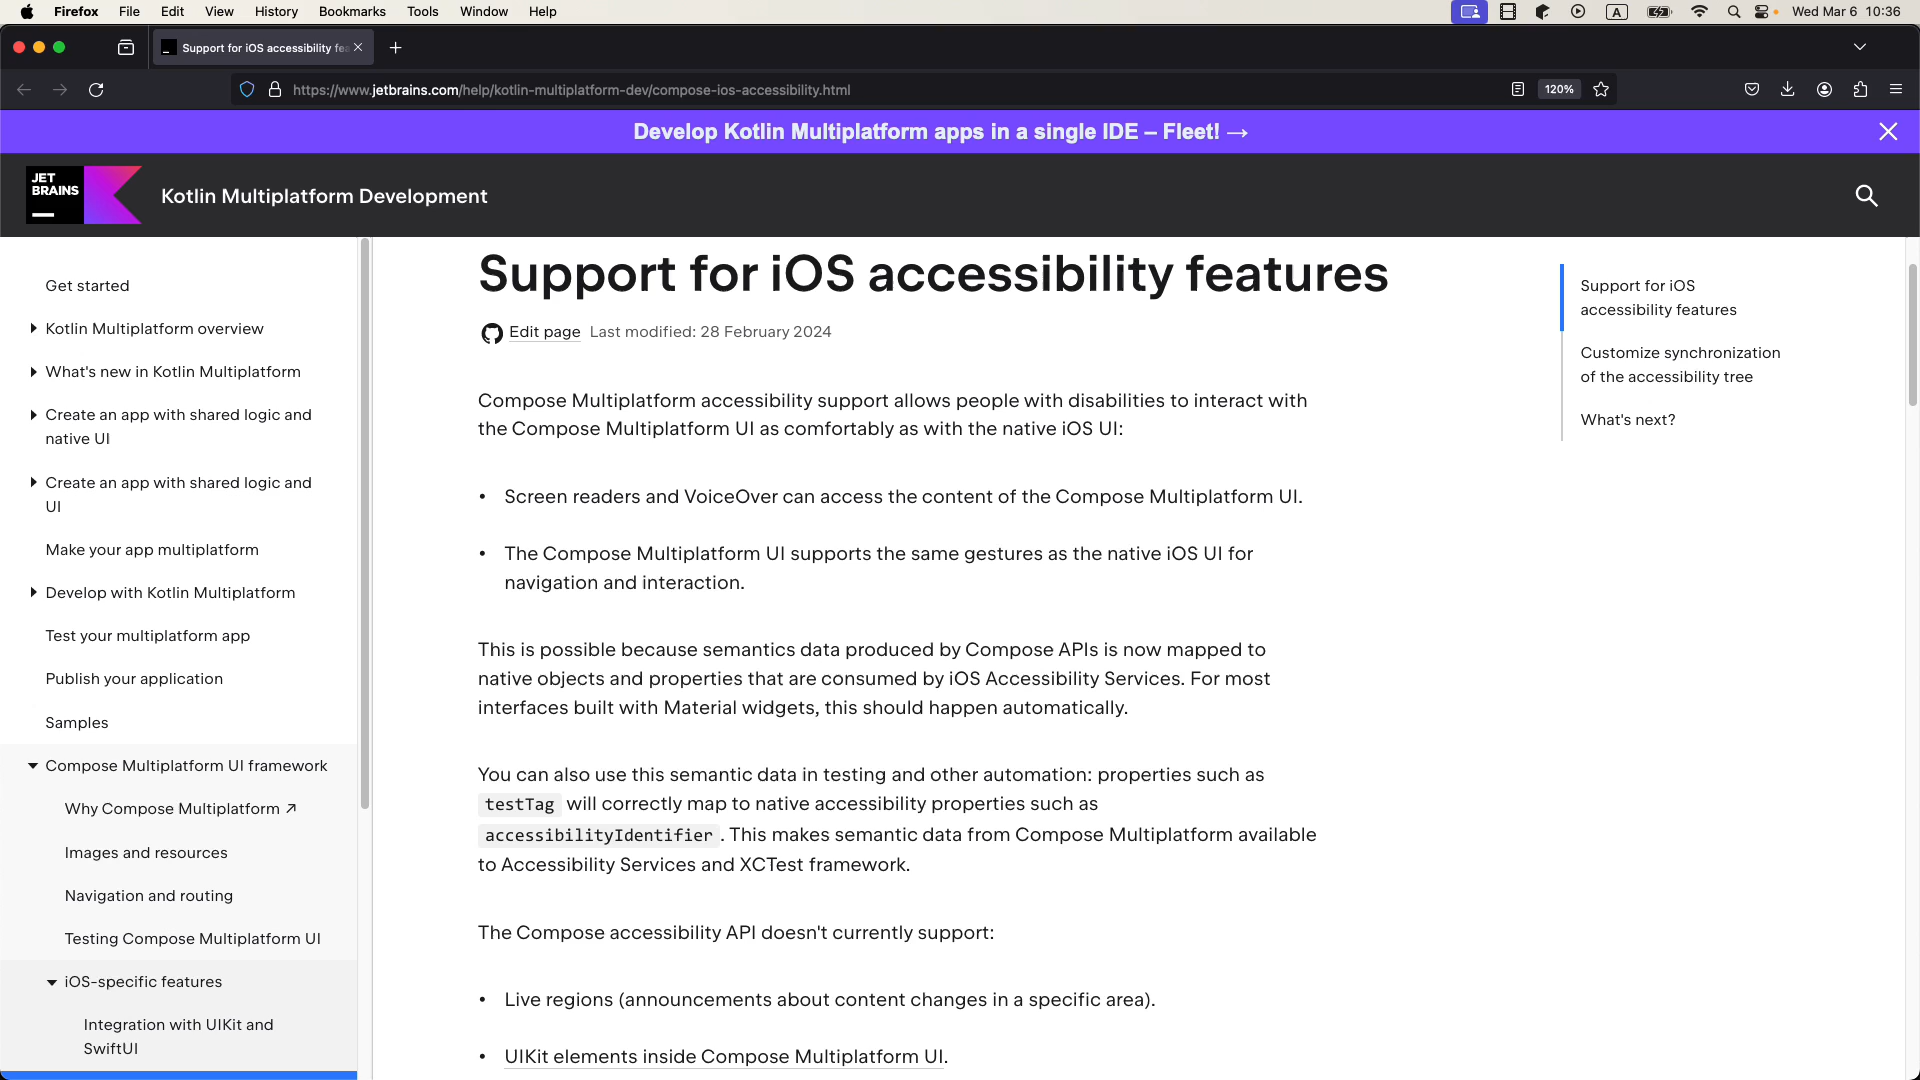 Firefox File Edit View History Bookmarks Tools Window Help A Wed Mar 6 10:36
Support for iOS accessibility fea
https://www.jetbrains.com/help/kotlin-multiplatform-dev/compose-ios-accessibility.html 120%
Develop Kotlin Multiplatform apps in a single IDE – Fleet! →
JET
BRAINS
Kotlin Multiplatform Development
Get started
Kotlin Multiplatform overview
What's new in Kotlin Multiplatform
Create an app with shared logic and
native UI
Create an app with shared logic and
UI
Make your app multiplatform
Develop with Kotlin Multiplatform
Test your multiplatform app
Publish your application
Samples
Compose Multiplatform UI framework
Why Compose Multiplatform ↗
Images and resources
Navigation and routing
Testing Compose Multiplatform UI
iOS-specific features
Integration with UIKit and
SwiftUI
Support for iOS accessibility features
Edit page Last modified: 28 February 2024
Compose Multiplatform accessibility support allows people with disabilities to interact with
the Compose Multiplatform UI as comfortably as with the native iOS UI:
• Screen readers and VoiceOver can access the content of the Compose Multiplatform UI.
• The Compose Multiplatform UI supports the same gestures as the native iOS UI for
navigation and interaction.
This is possible because semantics data produced by Compose APIs is now mapped to
native objects and properties that are consumed by iOS Accessibility Services. For most
interfaces built with Material widgets, this should happen automatically.
You can also use this semantic data in testing and other automation: properties such as
testTag will correctly map to native accessibility properties such as
accessibilityIdentifier. This makes semantic data from Compose Multiplatform available
to Accessibility Services and XCTest framework.
The Compose accessibility API doesn't currently support:
• Live regions (announcements about content changes in a specific area).
• UIKit elements inside Compose Multiplatform UI.
Support for iOS
accessibility features
Customize synchronization
of the accessibility tree
What's next?